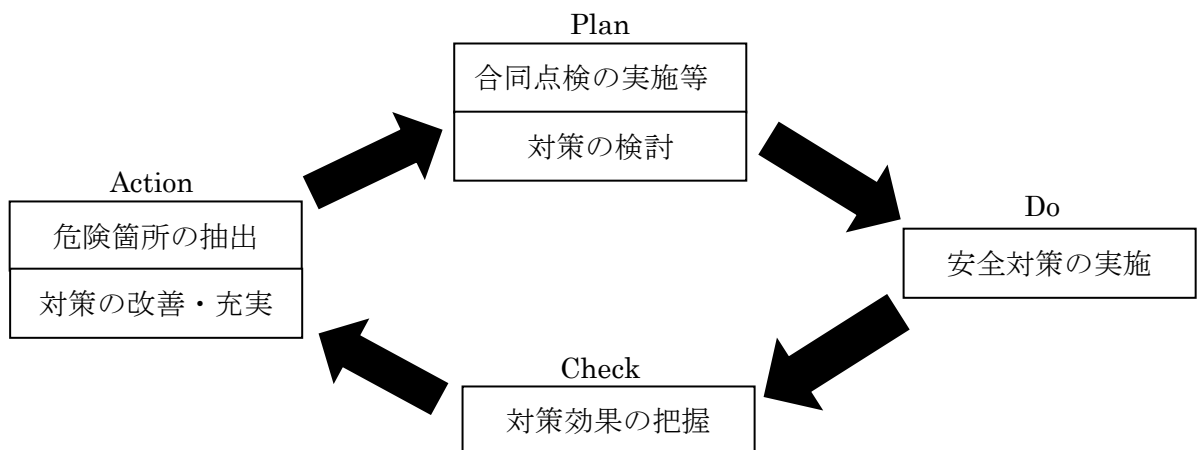 Plan
合同点検の実施等
対策の検討
Action
危険箇所の抽出
対策の改善・充実
Do
安全対策の実施
Check
対策効果の把握